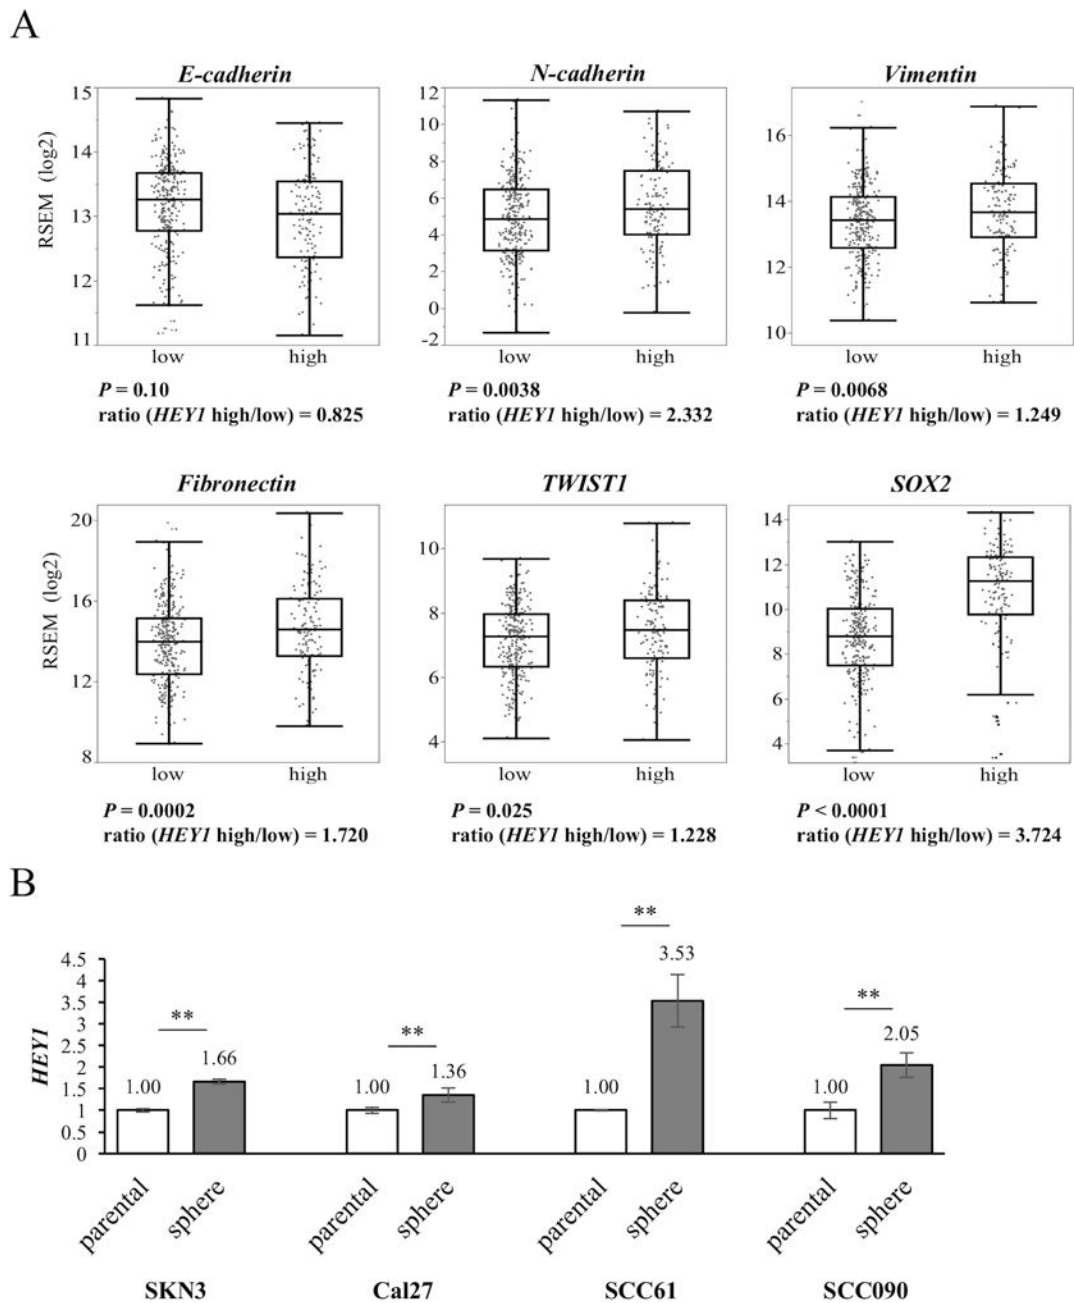 A
E-cadherin
N-cadherin
Vimentin
RSEM (log2)
15
14
13
12
11
low
high
12
10
8
6
4
2
0
-2
low
high
16
14
12
10
low
high
P = 0.10
ratio (HEY1 high/low) = 0.825
P = 0.0038
ratio (HEY1 high/low) = 2.332
P = 0.0068
ratio (HEY1 high/low) = 1.249
Fibronectin
TWIST1
SOX2
RSEM (log2)
20
16
12
8
low
high
10
8
6
4
low
high
14
12
10
8
6
4
low
high
P = 0.0002
ratio (HEY1 high/low) = 1.720
P = 0.025
ratio (HEY1 high/low) = 1.228
P < 0.0001
ratio (HEY1 high/low) = 3.724
B
HEY1
4.5
4
3.5
3
2.5
2
1.5
1
0.5
0
**
1.00
1.66
**
1.00
1.36
**
1.00
3.53
**
1.00
2.05
parental
sphere
parental
sphere
parental
sphere
parental
sphere
SKN3
Cal27
SCC61
SCC090